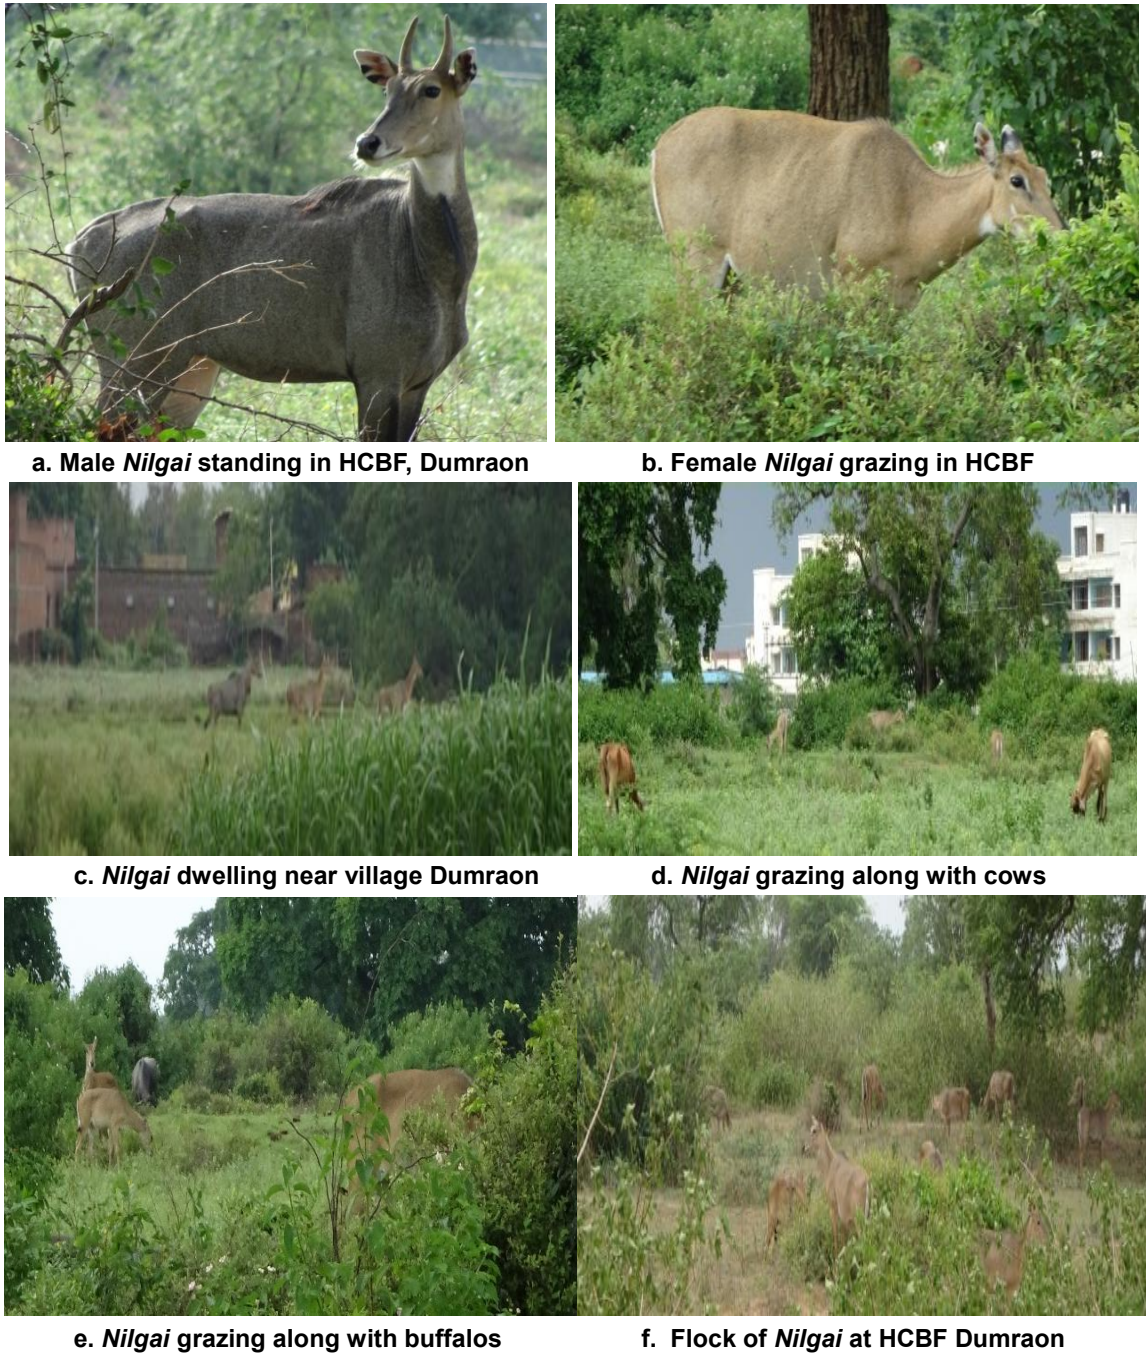 a. Male Nilgai standing in HCBF, Dumraon
b. Female Nilgai grazing in HCBF
c. Nilgai dwelling near village Dumraon
d. Nilgai grazing along with cows
e. Nilgai grazing along with buffalos
f. Flock of Nilgai at HCBF Dumraon